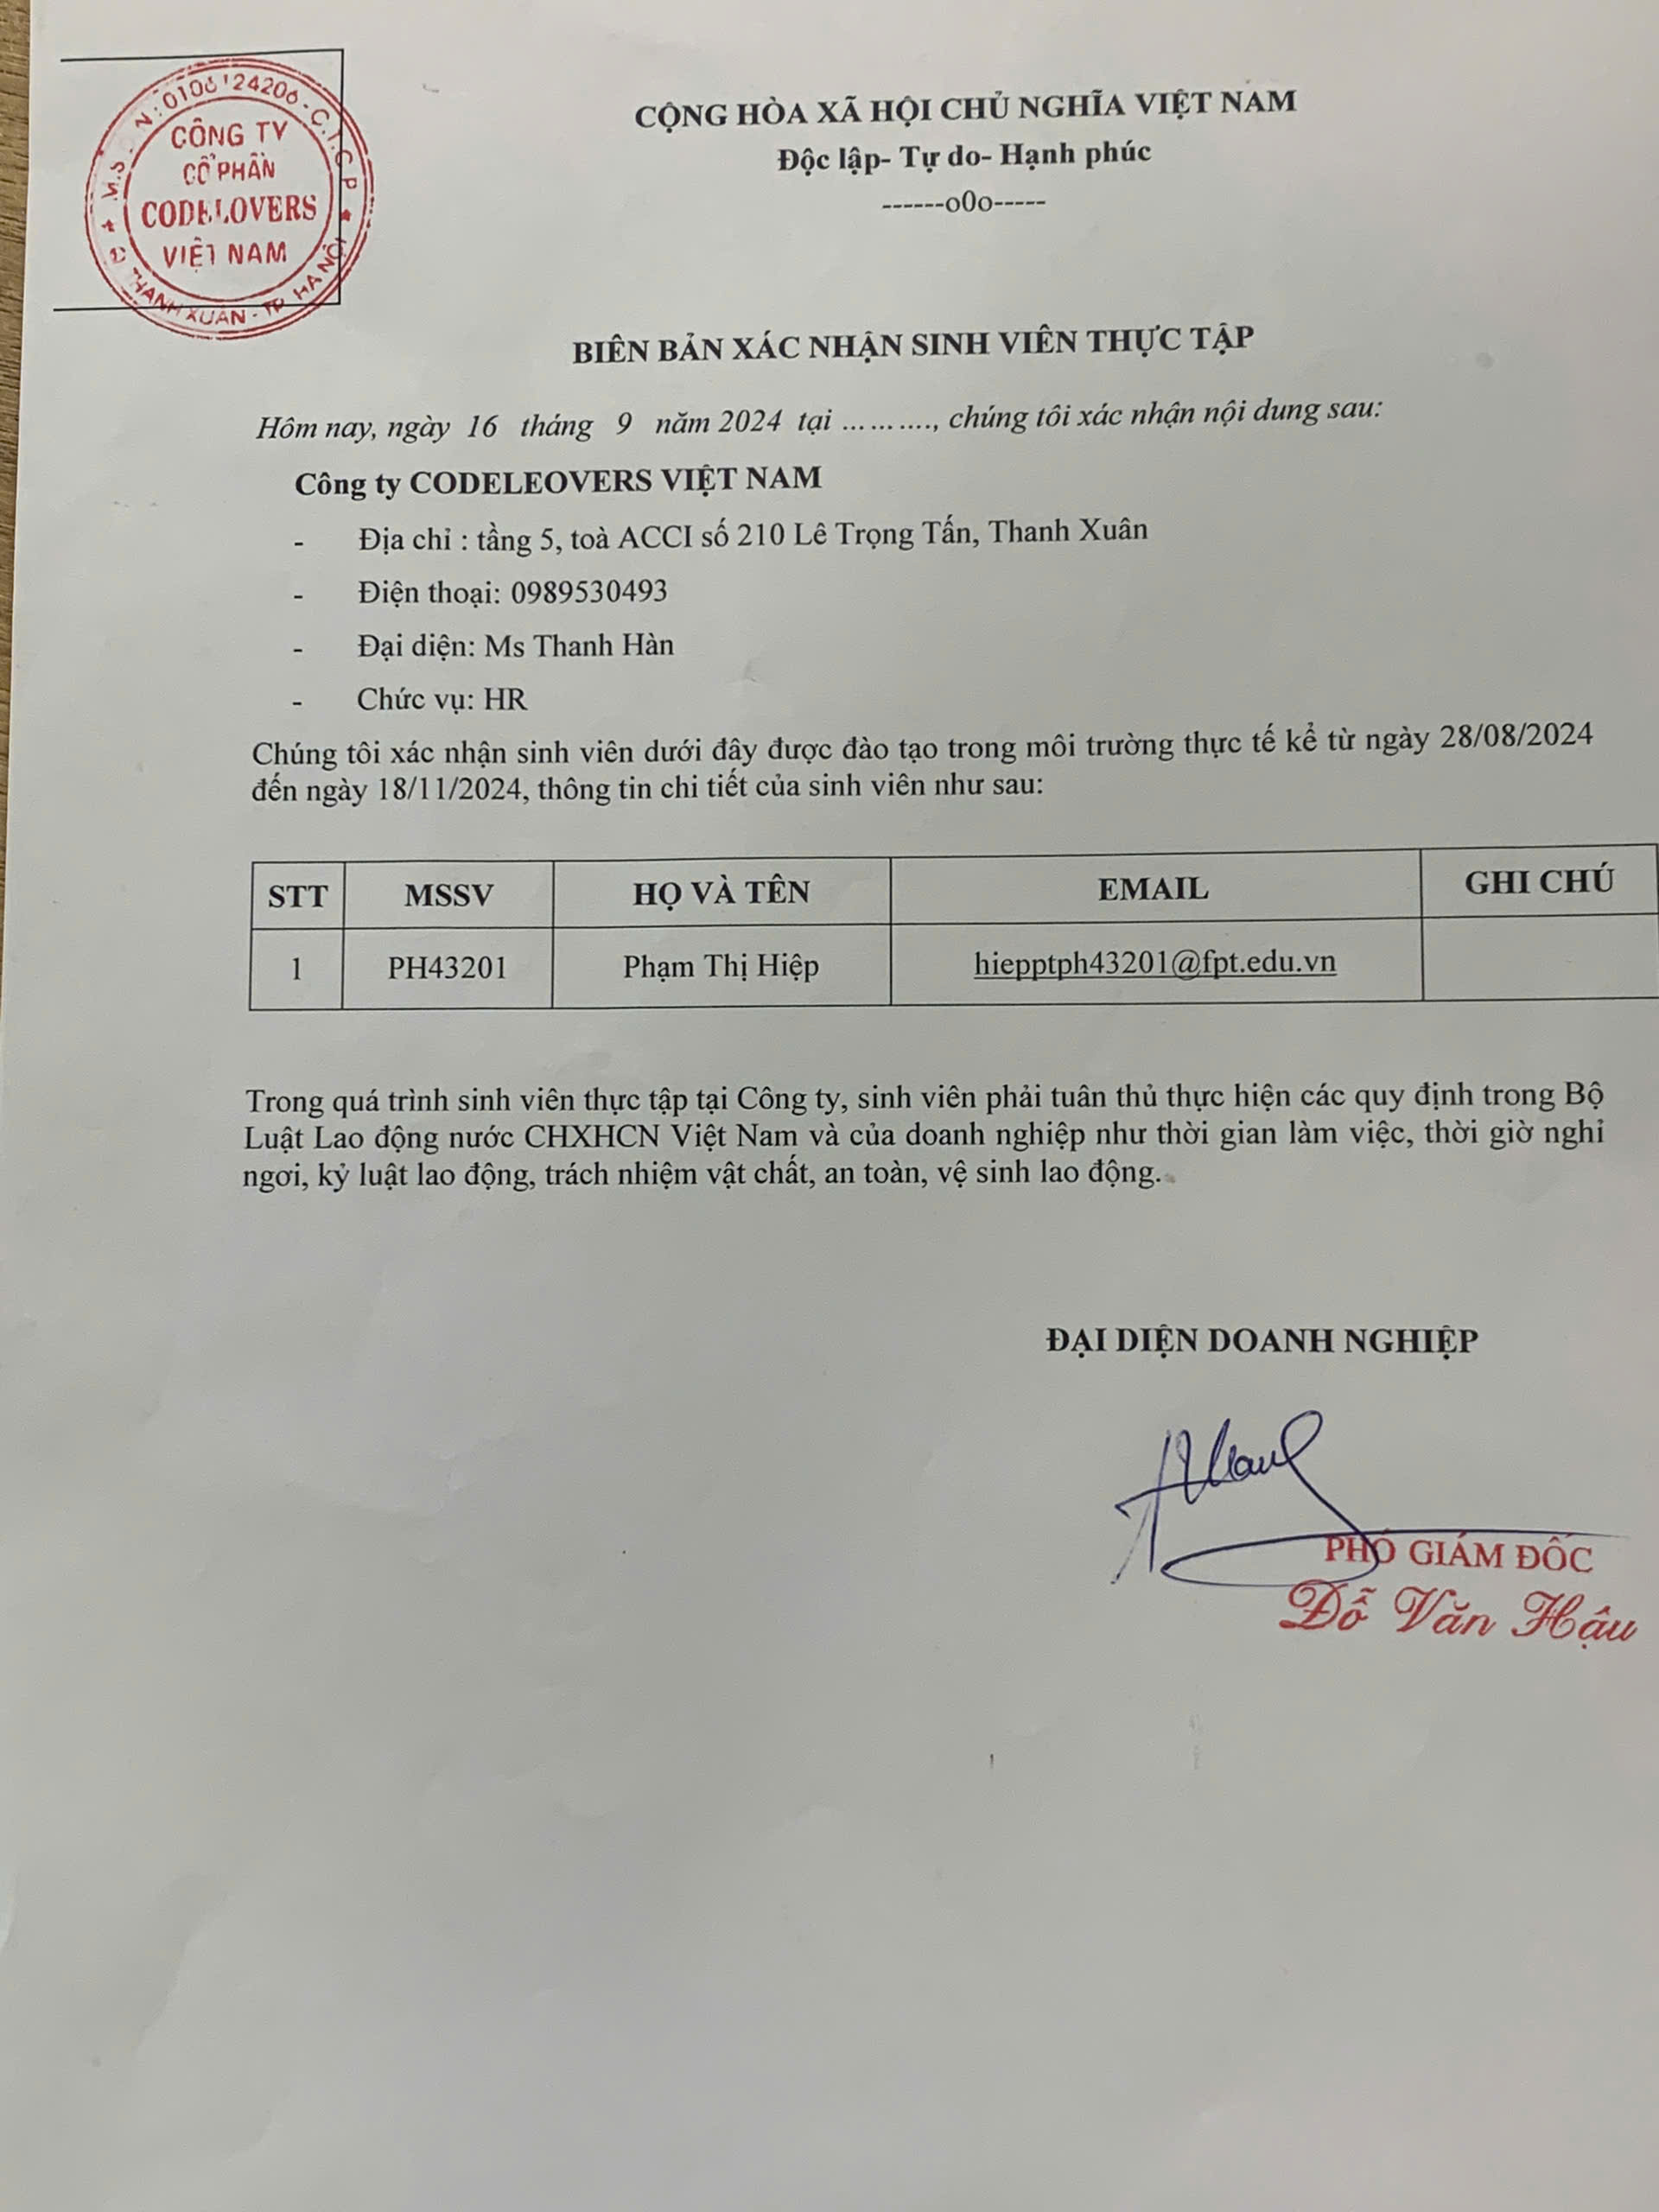 N: 0106124206 - C.T.C.P
CÔNG TY
CỔ PHẦN
CODELOVERS
VIỆT NAM
THANH XUÂN - TP HÀ NỘI
CỘNG HÒA XÃ HỘI CHỦ NGHĨA VIỆT NAM
Độc lập- Tự do- Hạnh phúc
------o0o-----
BIÊN BẢN XÁC NHẬN SINH VIÊN THỰC TẬP
Hôm nay, ngày 16 tháng 9 năm 2024 tại ………., chúng tôi xác nhận nội dung sau:
Công ty CODELEOVERS VIỆT NAM
- Địa chỉ : tầng 5, toà ACCI số 210 Lê Trọng Tấn, Thanh Xuân
- Điện thoại: 0989530493
- Đại diện: Ms Thanh Hàn
- Chức vụ: HR
Chúng tôi xác nhận sinh viên dưới đây được đào tạo trong môi trường thực tế kể từ ngày 28/08/2024
đến ngày 18/11/2024, thông tin chi tiết của sinh viên như sau:
STT MSSV HỌ VÀ TÊN EMAIL GHI CHÚ
1 PH43201 Phạm Thị Hiệp hiepptph43201@fpt.edu.vn
Trong quá trình sinh viên thực tập tại Công ty, sinh viên phải tuân thủ thực hiện các quy định trong Bộ
Luật Lao động nước CHXHCN Việt Nam và của doanh nghiệp như thời gian làm việc, thời giờ nghỉ
ngơi, kỷ luật lao động, trách nhiệm vật chất, an toàn, vệ sinh lao động.
ĐẠI DIỆN DOANH NGHIỆP
PHÓ GIÁM ĐỐC
Đỗ Văn Hậu